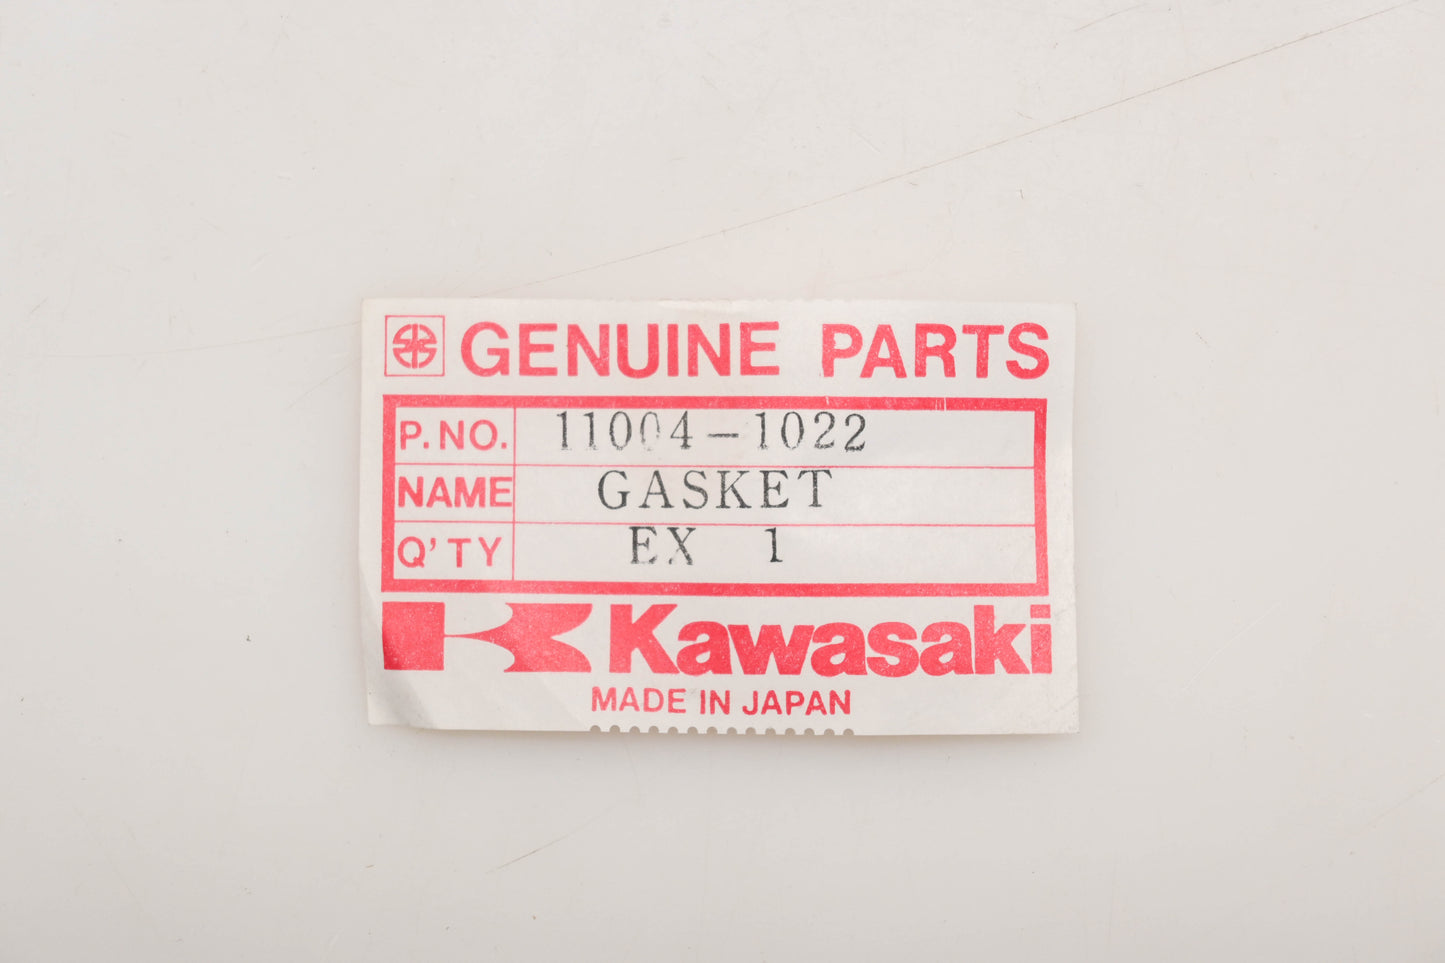 GENUINE PARTS
P.NO. 11004-1022
NAME GASKET
Q'TY EX 1
Kawasaki
MADE IN JAPAN